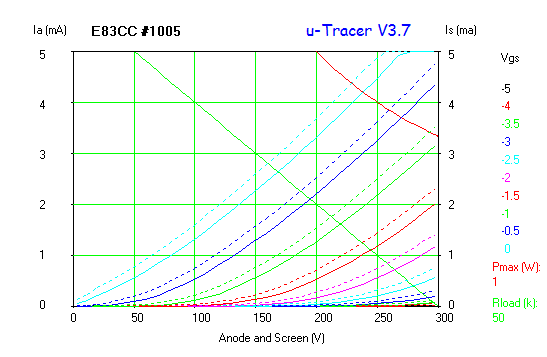 Ia (mA) E83CC #1005 u-Tracer V3.7 Is (ma)
Vgs
5 5
-5
4 -4 4
-3.5
3 -3 3
-2.5
2 -2 2
-1.5
1 -1 1
-0.5
0 0
0 50 100 150 200 250 300
Anode and Screen (V)
Pmax (W):
1
Rload (k):
50